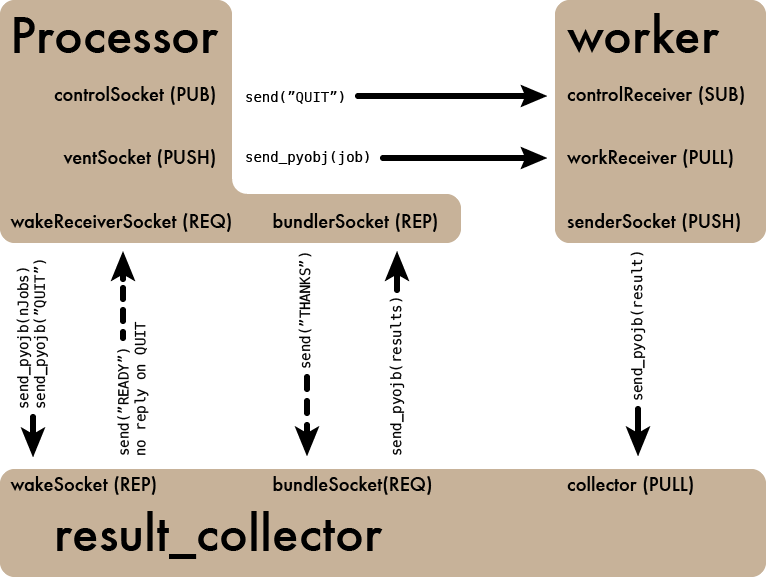 Processor
worker
controlSocket (PUB)
send(”QUIT”)
controlReceiver (SUB)
ventSocket (PUSH)
send_pyobj(job)
workReceiver (PULL)
wakeReceiverSocket (REQ)
bundlerSocket (REP)
senderSocket (PUSH)
send_pyojb(nJobs)
send_pyojb(”QUIT”)
send(”READY”)
no reply on QUIT
send(”THANKS”)
send_pyojb(results)
send_pyojb(result)
wakeSocket (REP)
bundleSocket(REQ)
collector (PULL)
result_collector